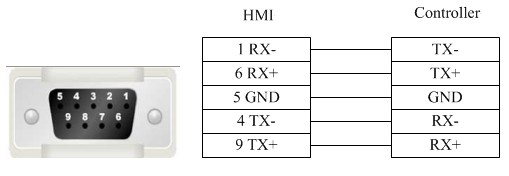 HMI Controller
5 4 3 2 1
9 8 7 6
1 RX- TX-
6 RX+ TX+
5 GND GND
4 TX- RX-
9 TX+ RX+